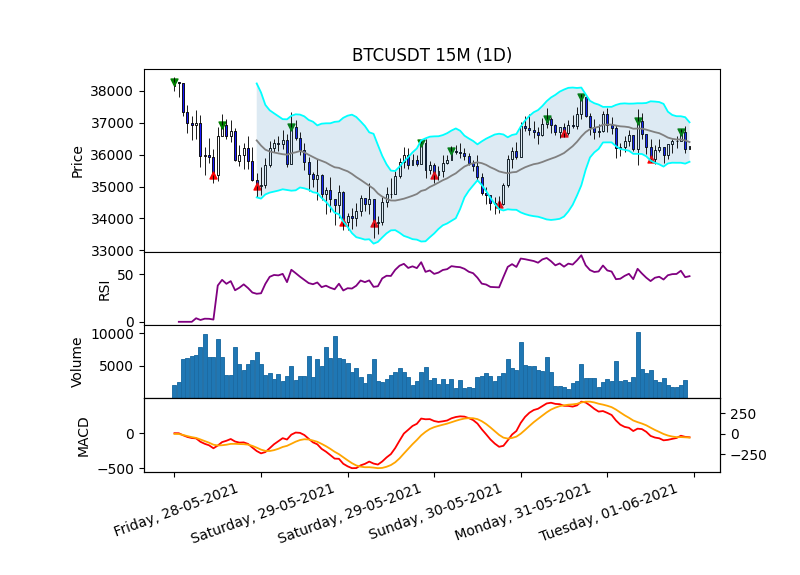 BTCUSDT 15M (1D)
38000
37000
36000
35000
34000
33000
Price
50
0
RSI
10000
5000
Volume
0
−500
MACD
250
0
−250
Friday, 28-05-2021
Saturday, 29-05-2021
Saturday, 29-05-2021
Sunday, 30-05-2021
Monday, 31-05-2021
Tuesday, 01-06-2021